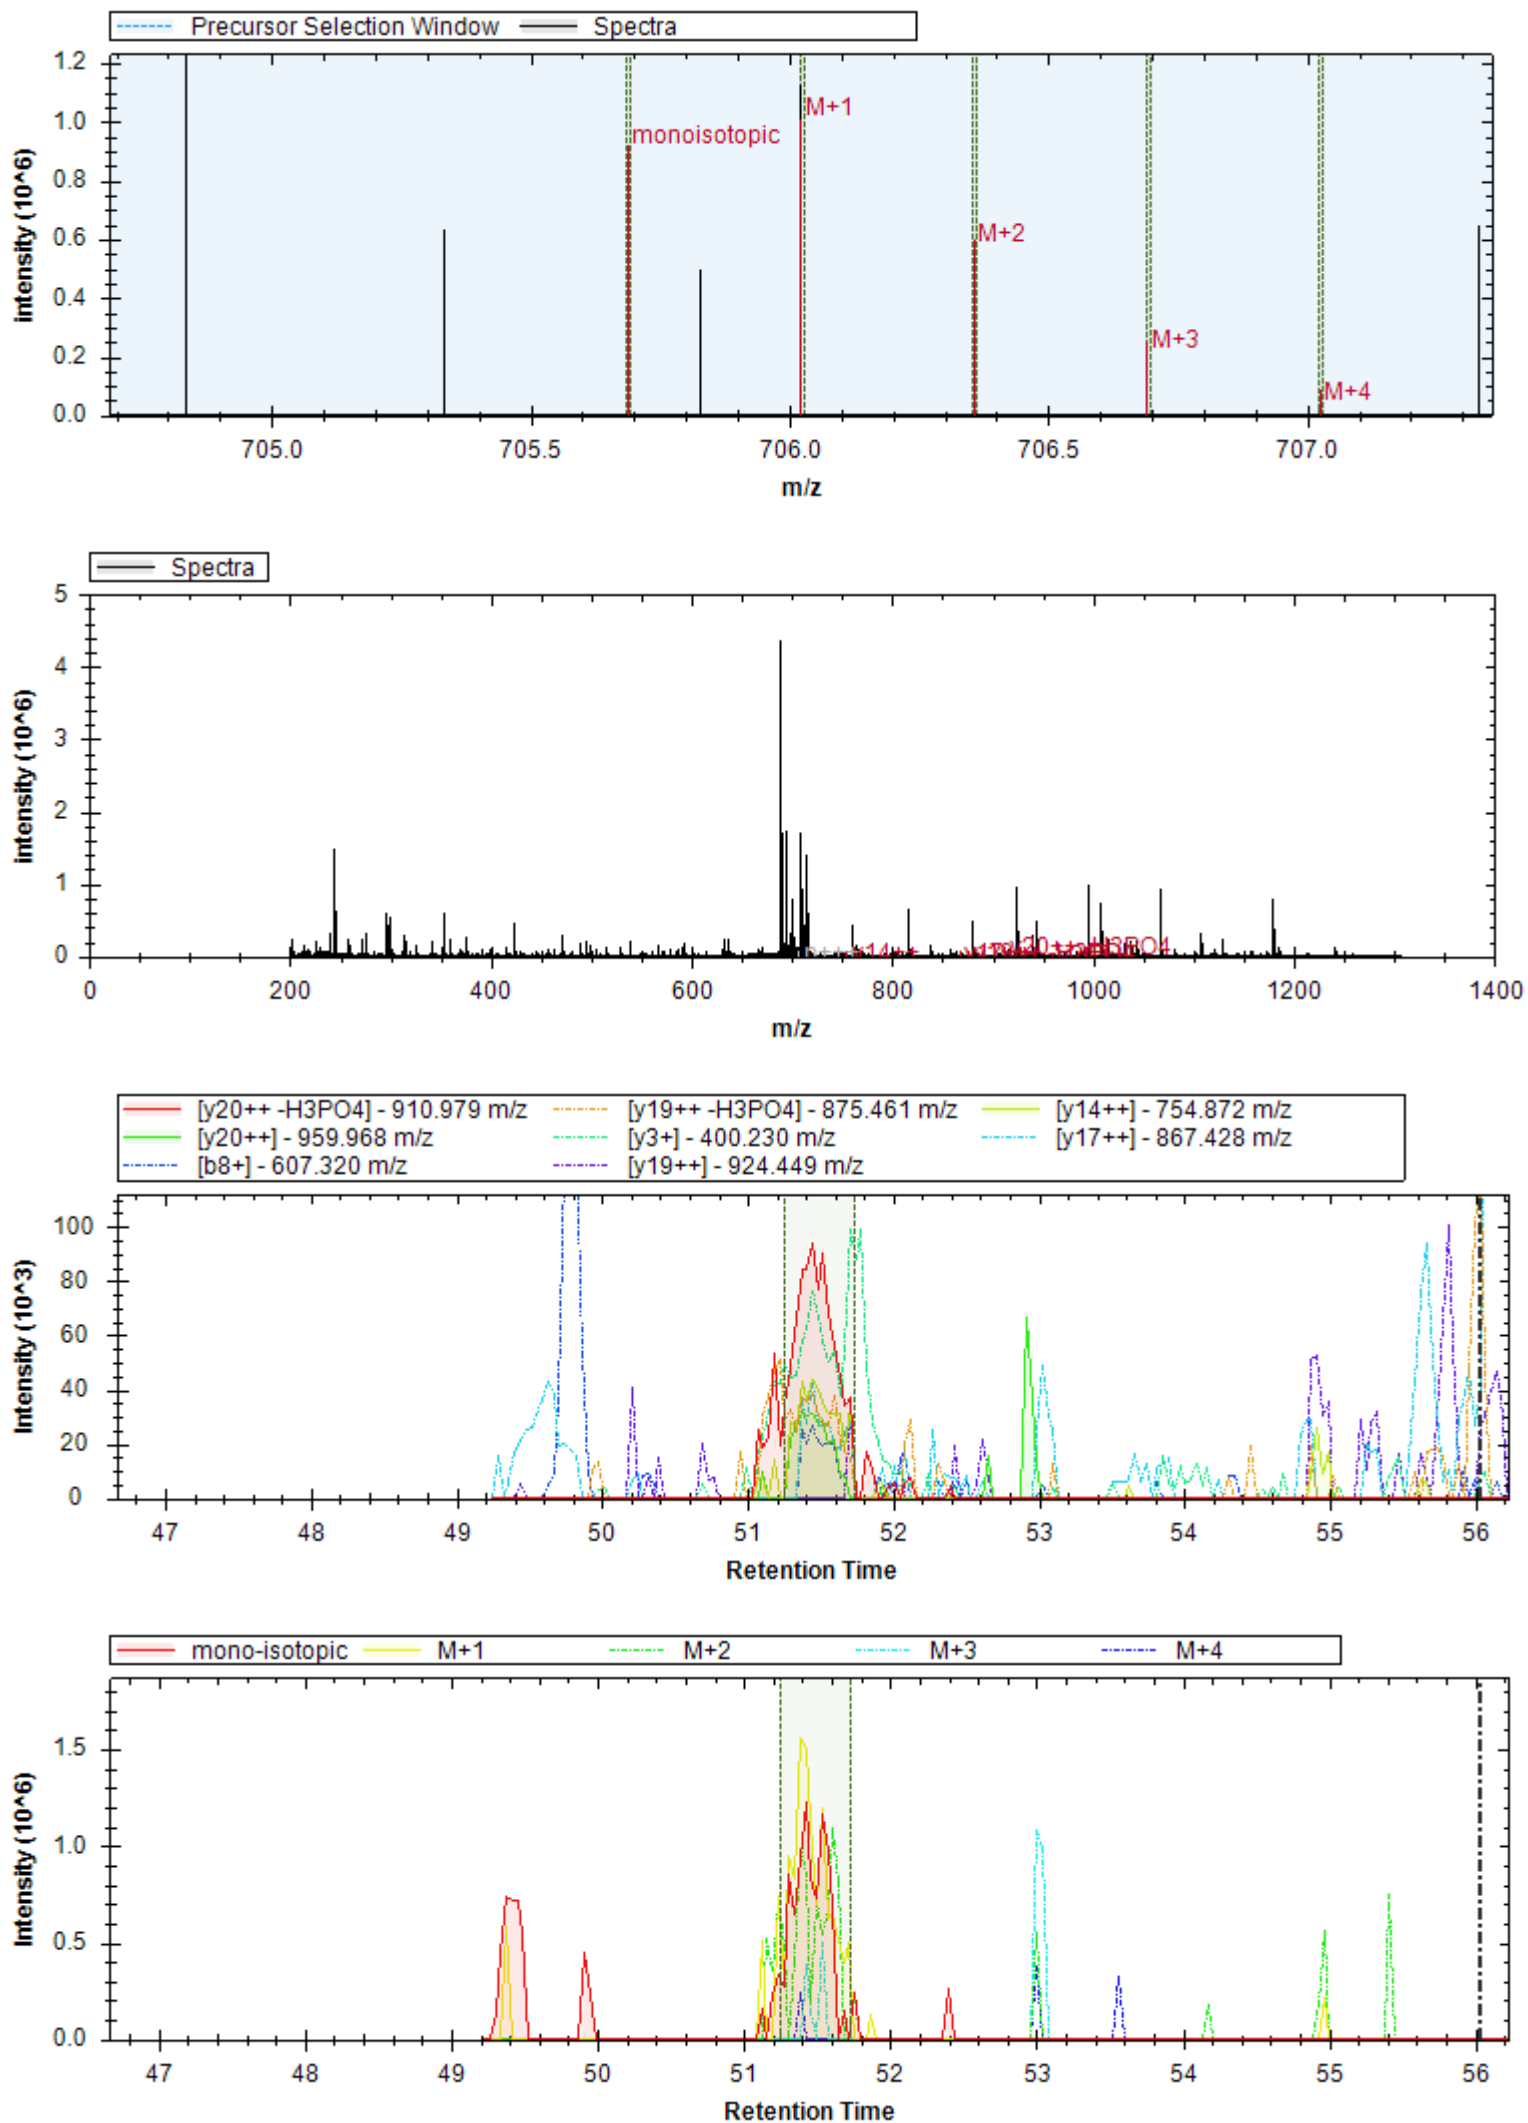 Precursor Selection Window Spectra
1.2
1.0
0.8
0.6
0.4
0.2
0.0
intensity (10^6)
monoisotopic
M+1
M+2
M+3
M+4
705.0 705.5 706.0 706.5 707.0
m/z
Spectra
5
4
3
2
1
0
intensity (10^6)
0 200 400 600 800 1000 1200 1400
m/z
[y20++ -H3PO4] - 910.979 m/z [y19++ -H3PO4] - 875.461 m/z [y14++] - 754.872 m/z
[y20++] - 959.968 m/z [y3+] - 400.230 m/z [y17++] - 867.428 m/z
[b8+] - 607.320 m/z [y19++] - 924.449 m/z
100
80
60
40
20
0
Intensity (10^3)
47 48 49 50 51 52 53 54 55 56
Retention Time
mono-isotopic M+1 M+2 M+3 M+4
1.5
1.0
0.5
0.0
Intensity (10^6)
47 48 49 50 51 52 53 54 55 56
Retention Time